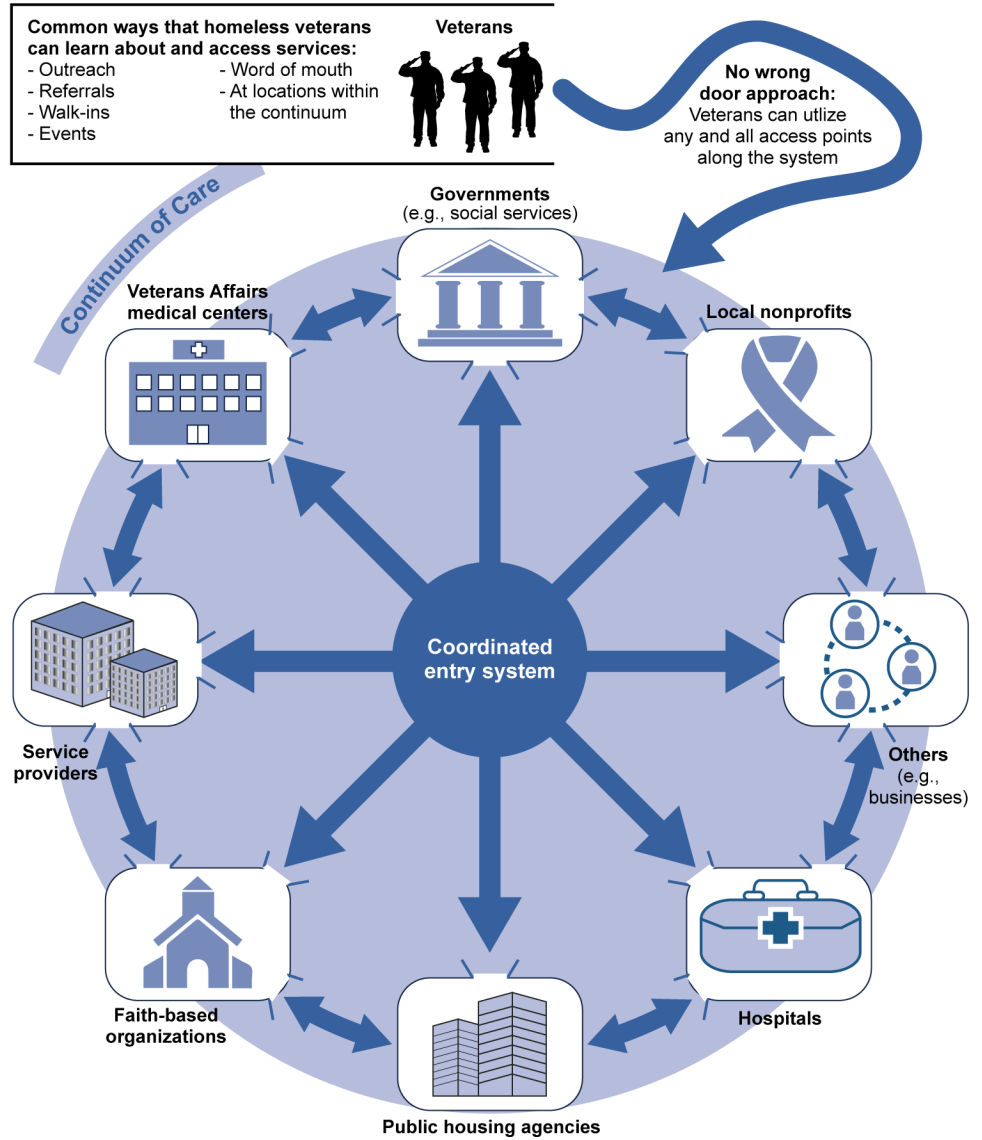 Common ways that homeless veterans
can learn about and access services:
- Outreach
- Referrals
- Walk-ins
- Events
- Word of mouth
- At locations within
the continuum
Veterans
No wrong
door approach:
Veterans can utlize
any and all access points
along the system
Continuum of Care
Governments
(e.g., social services)
Veterans Affairs
medical centers
Local nonprofits
Coordinated
entry system
Service
providers
Others
(e.g.,
businesses)
Faith-based
organizations
Hospitals
Public housing agencies